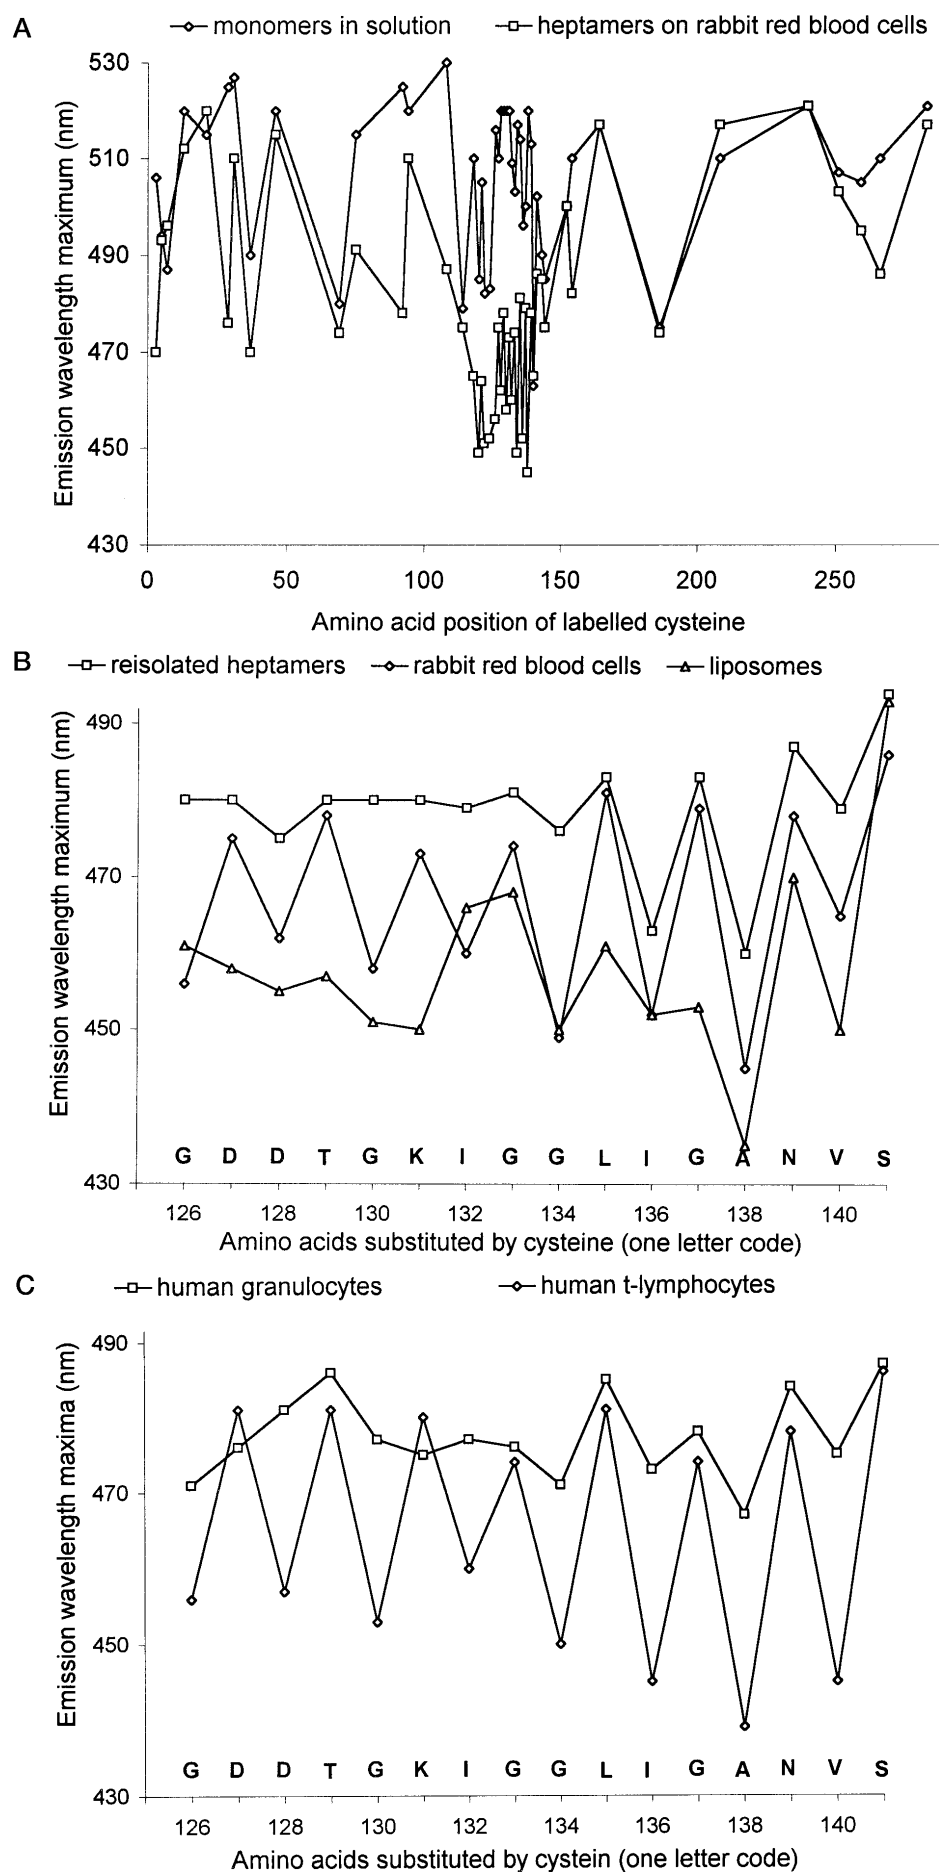 A
monomers in solution heptamers on rabbit red blood cells
Emission wavelength maximum (nm)
530
510
490
470
450
430
0 50 100 150 200 250
Amino acid position of labelled cysteine
B
reisolated heptamers rabbit red blood cells liposomes
Emission wavelength maximum (nm)
490
470
450
430
G D D T G K I G G L I G A N V S
126 128 130 132 134 136 138 140
Amino acids substituted by cysteine (one letter code)
C
human granulocytes human t-lymphocytes
Emission wavelength maxima (nm)
490
470
450
430
G D D T G K I G G L I G A N V S
126 128 130 132 134 136 138 140
Amino acids substituted by cystein (one letter code)